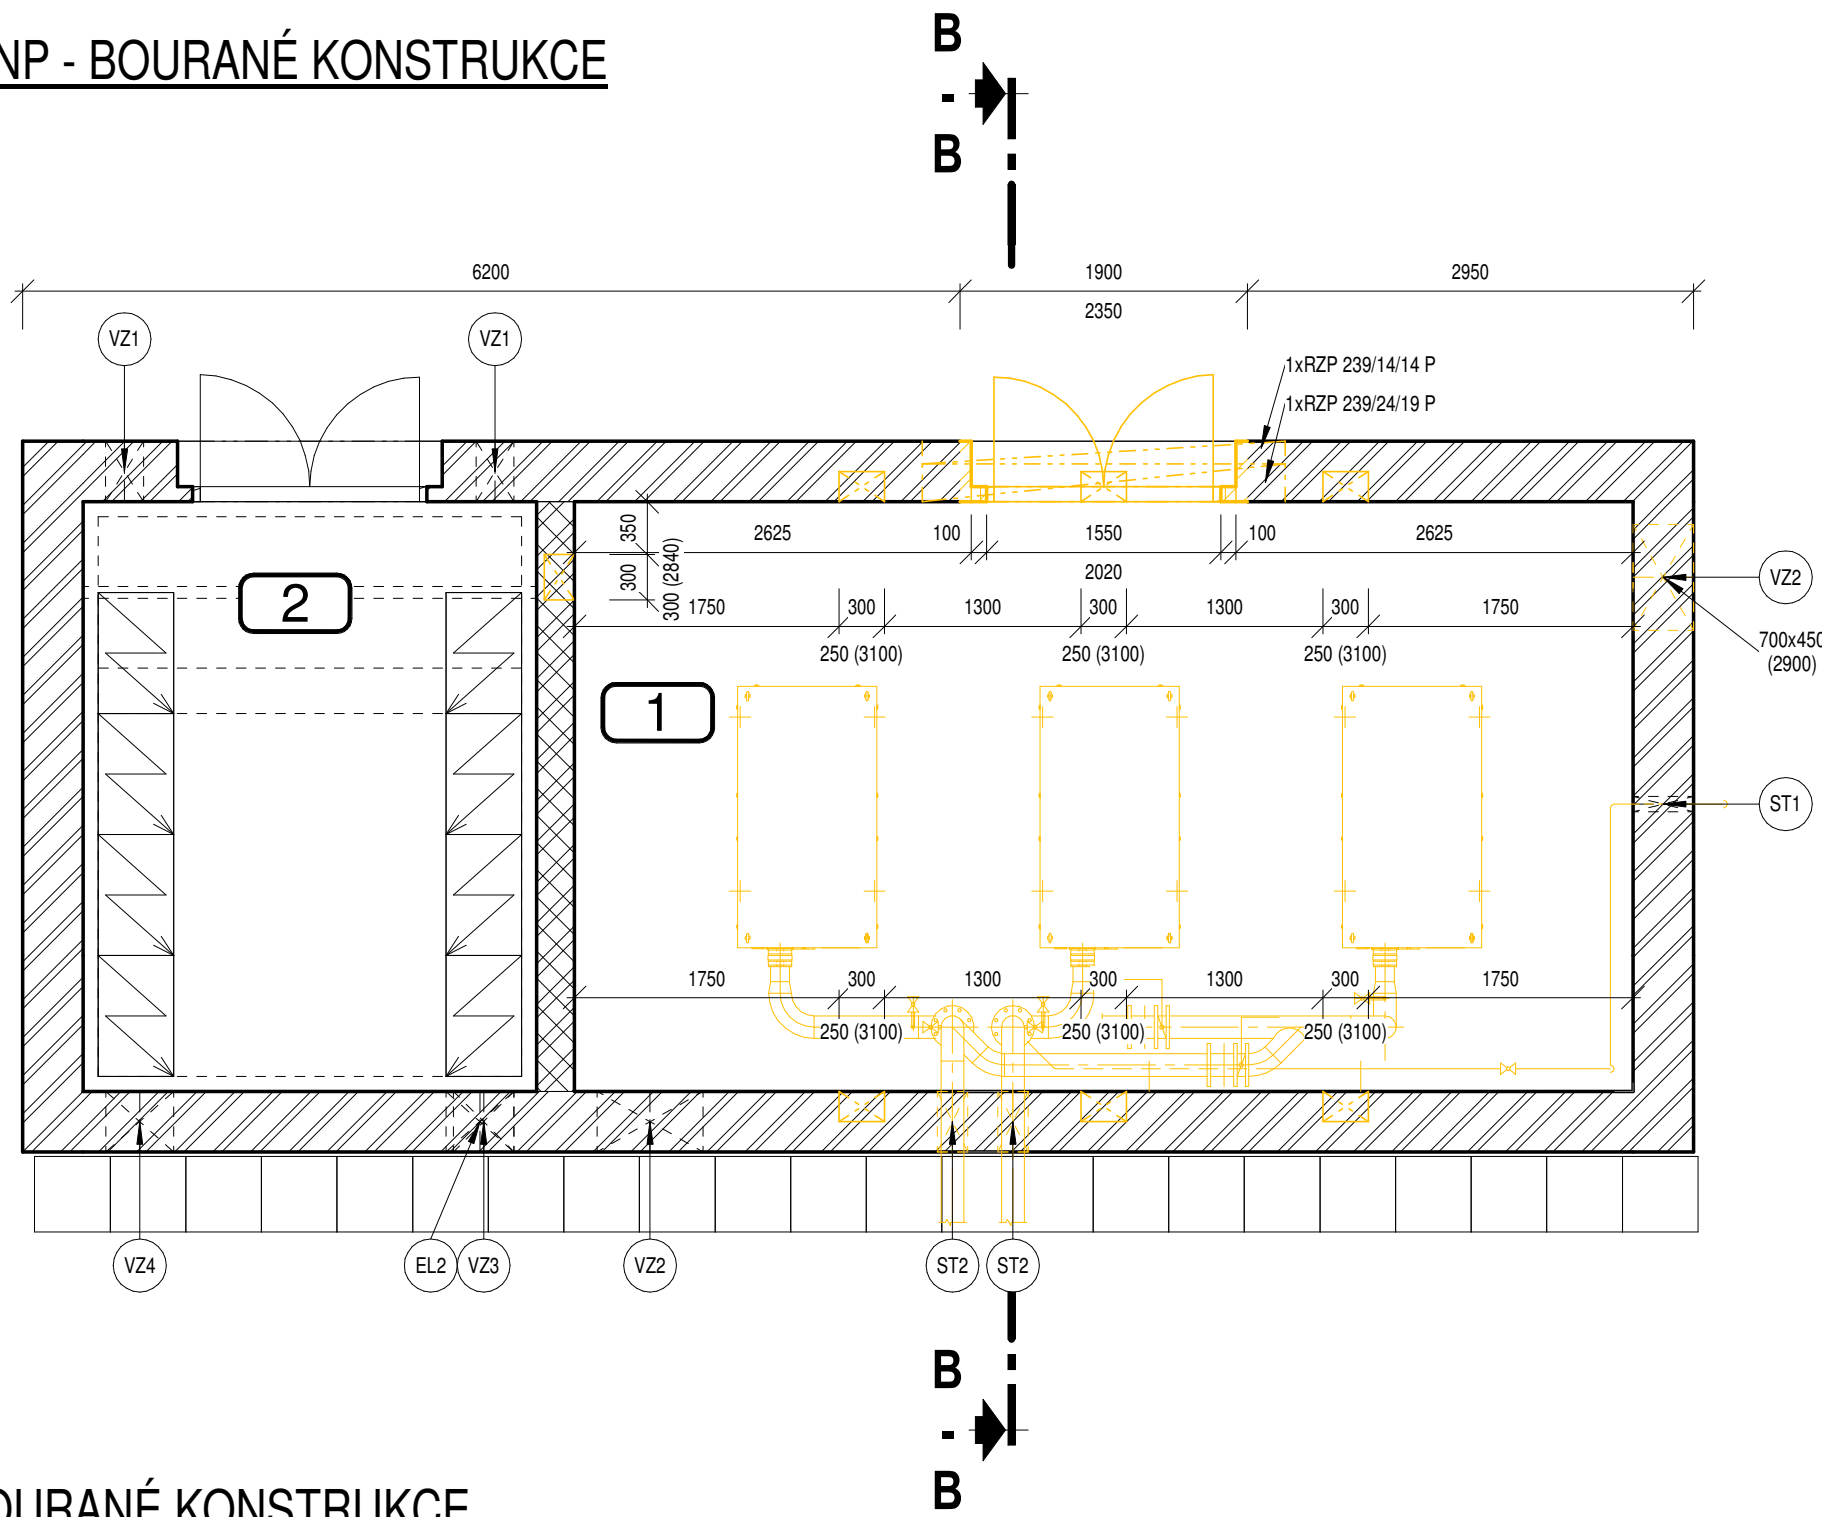 B
NP - BOURANÉ KONSTRUKCE
-
B
6200
1900
2950
2350
VZ1
VZ1
1xRZP 239/14/14 P
1xRZP 239/24/19 P
350
2625
100
1550
100
2625
300
300 (2840)
2020
VZ2
2
1750
300
1300
300
1300
300
1750
250 (3100)
250 (3100)
250 (3100)
700x450
(2900)
1
ST1
1750
300
1300
300
1300
300
1750
250 (3100)
250 (3100)
250 (3100)
VZ4
EL2
VZ3
VZ2
ST2
ST2
B
-
B
OURANÉ KONSTRUKCE